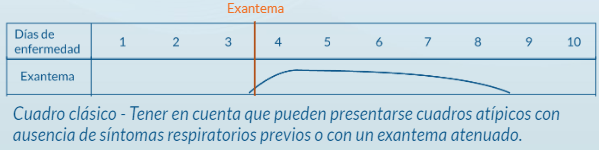 Exantema
Días de enfermedad 1 2 3 4 5 6 7 8 9 10
Exantema
Cuadro clásico - Tener en cuenta que pueden presentarse cuadros atípicos con
ausencia de síntomas respiratorios previos o con un exantema atenuado.